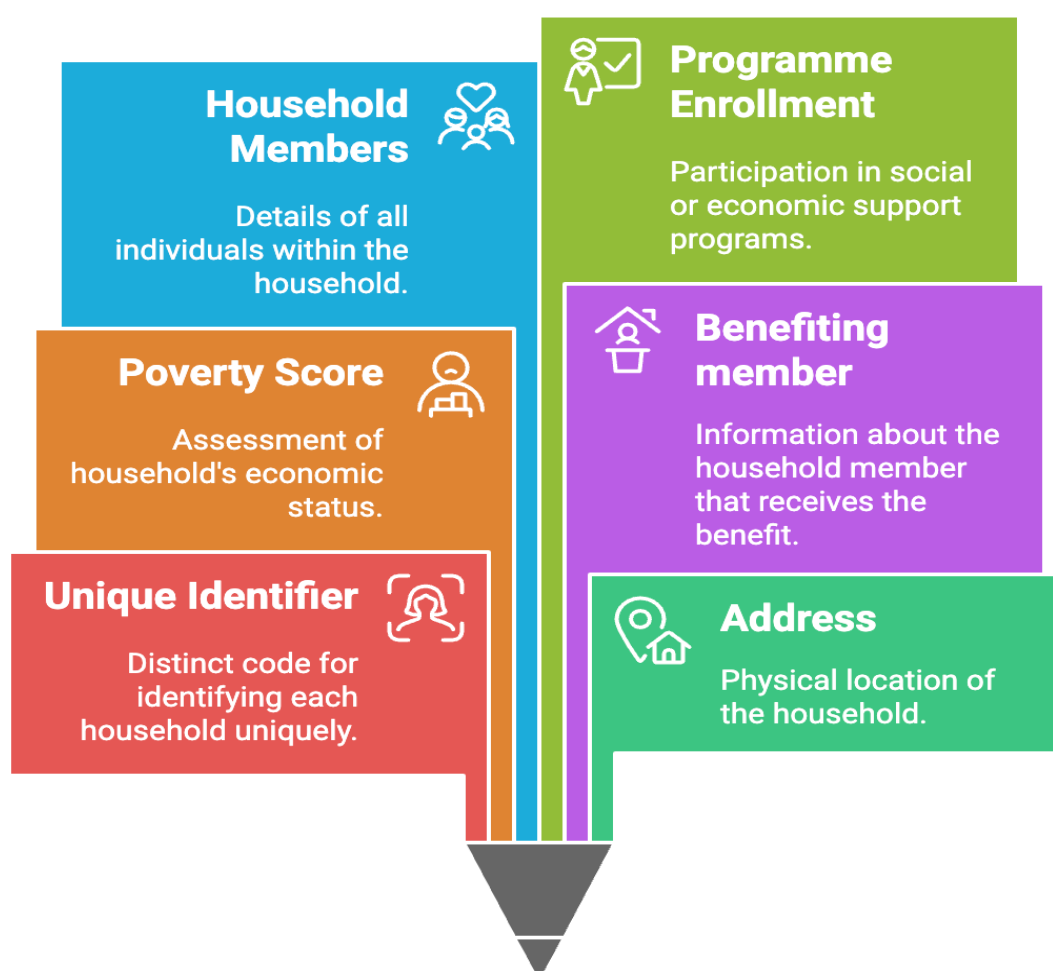 Household
Members
Details of all
individuals within the
household.
Poverty Score
Assessment of
household's economic
status.
Unique Identifier
Distinct code for
identifying each
household uniquely.
Programme
Enrollment
Participation in social
or economic support
programs.
Benefiting
member
Information about the
household member
that receives the
benefit.
Address
Physical location of
the household.